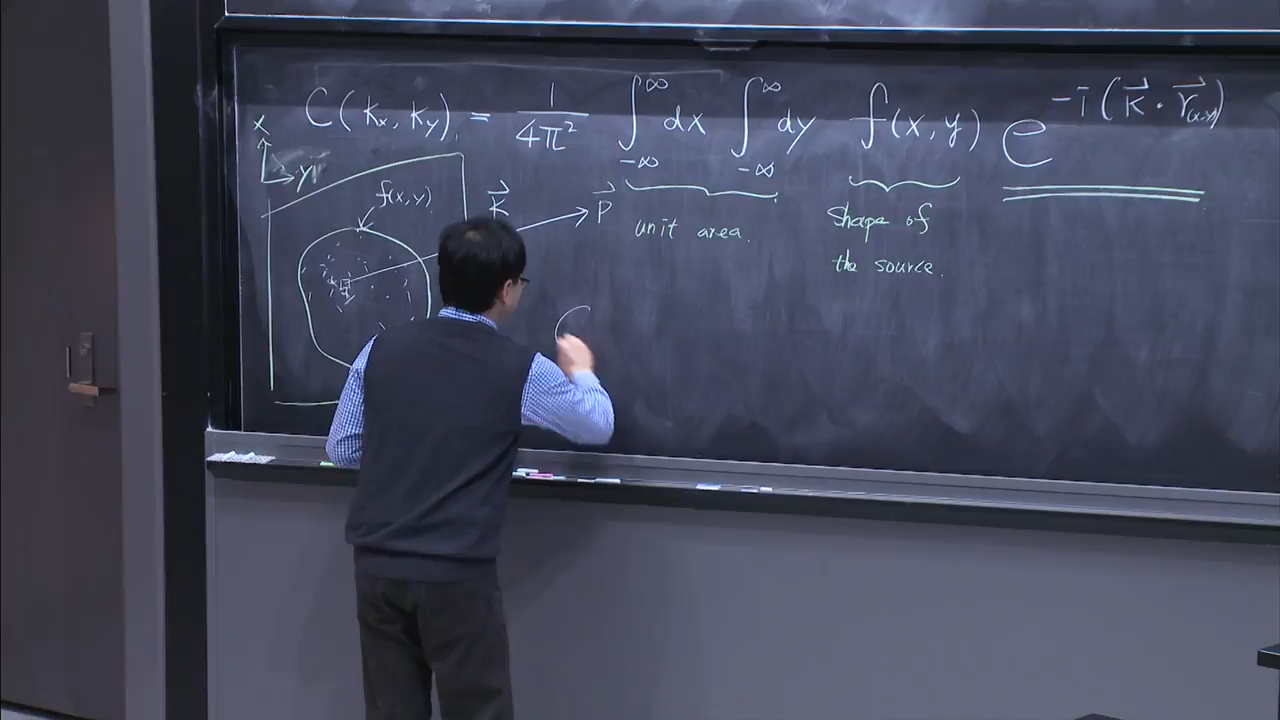 C(kx, ky) = 1/4π² ∫_{-∞}^{∞} dx ∫_{-∞}^{∞} dy f(x,y) e^{-i(k⃗·r⃗(x,y))}
x
y
f(x,y)
k⃗
P⃗
unit area.
Shape of
the source.